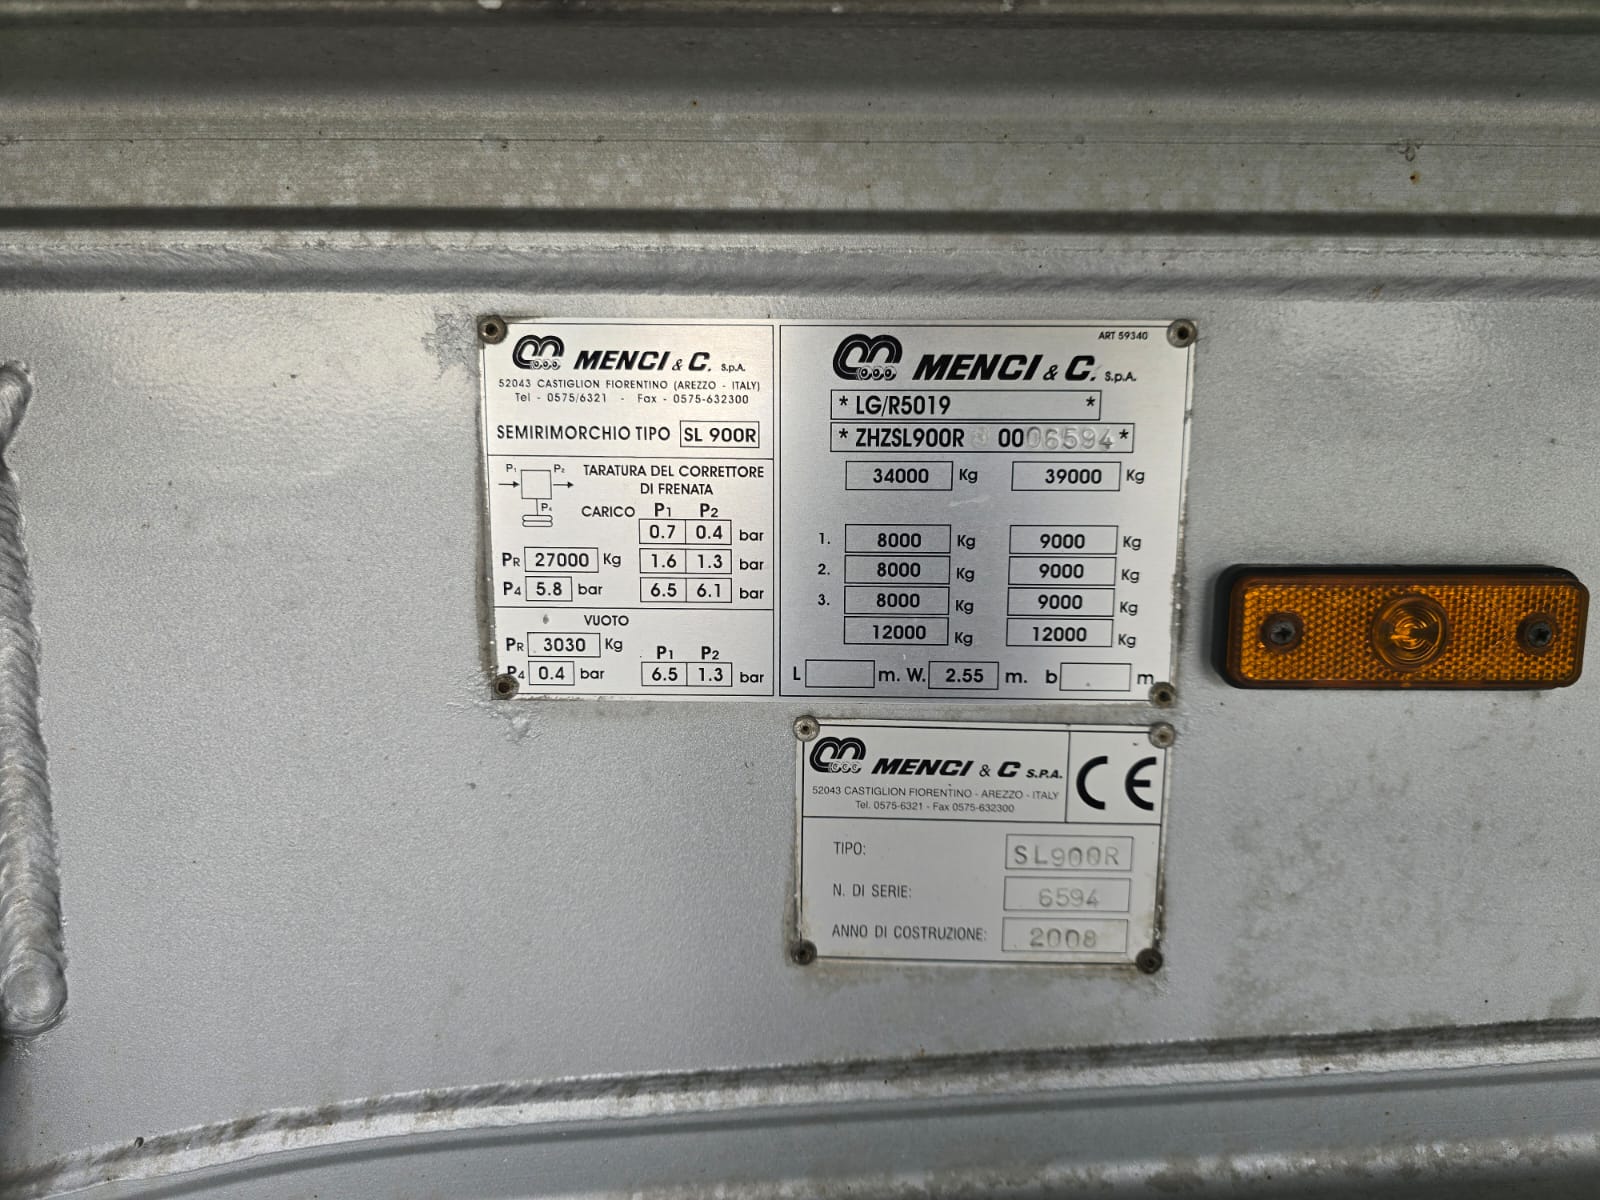 MENCI & C. S.p.A.
52043 CASTIGLION FIORENTINO (AREZZO - ITALY)
Tel - 0575/6321 - Fax - 0575-632300
SEMIRIMORCHIO TIPO SL 900R
P1 P2 TARATURA DEL CORRETTORE
DI FRENATA
P4
CARICO P1 P2
0.7 0.4 bar
PR 27000 Kg 1.6 1.3 bar
P4 5.8 bar 6.5 6.1 bar
VUOTO
PR 3030 Kg P1 P2
P4 0.4 bar 6.5 1.3 bar
ART 59340
MENCI & C. S.p.A.
* LG/R5019 *
* ZHZSL900R 0006594 *
34000 Kg 39000 Kg
1. 8000 Kg 9000 Kg
2. 8000 Kg 9000 Kg
3. 8000 Kg 9000 Kg
12000 Kg 12000 Kg
L m. W. 2.55 m. b m
MENCI & C S.P.A. CE
52043 CASTIGLION FIORENTINO - AREZZO - ITALY
Tel. 0575-6321 - Fax 0575-632300
TIPO: SL900R
N. DI SERIE: 6594
ANNO DI COSTRUZIONE: 2008